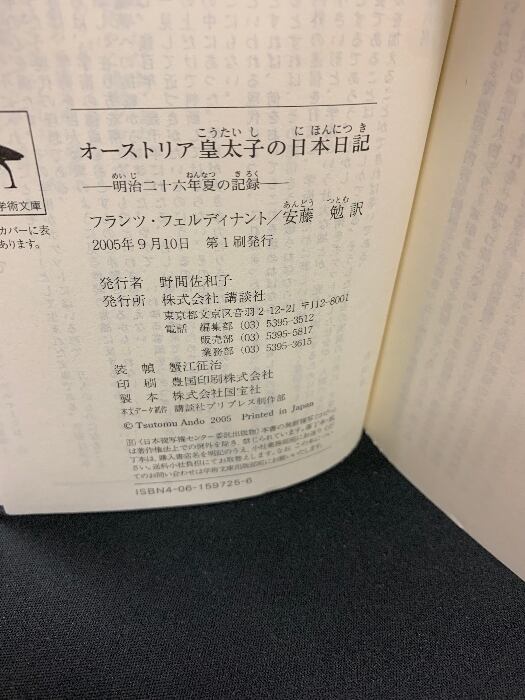 学術文庫
カバーに表
あります。
こうたいし　にほんにっき
オーストリア皇太子の日本日記
めいじ　ねんなつ　きろく
──明治二十六年夏の記録──
あんどう　つとむ
フランツ・フェルディナント／安藤　勉 訳
2005年9月10日　第1刷発行
発行者　野間佐和子
発行所　株式会社 講談社
東京都文京区音羽 2-12-21 〒112-8001
電話　編集部 (03) 5395-3512
販売部 (03) 5395-5817
業務部 (03) 5395-3615
装　幀　蟹江征治
印　刷　豊国印刷株式会社
製　本　株式会社国宝社
本文データ制作　講談社プリプレス制作部
© Tsutomu Ando 2005　Printed in Japan
ISBN4-06-159725-6